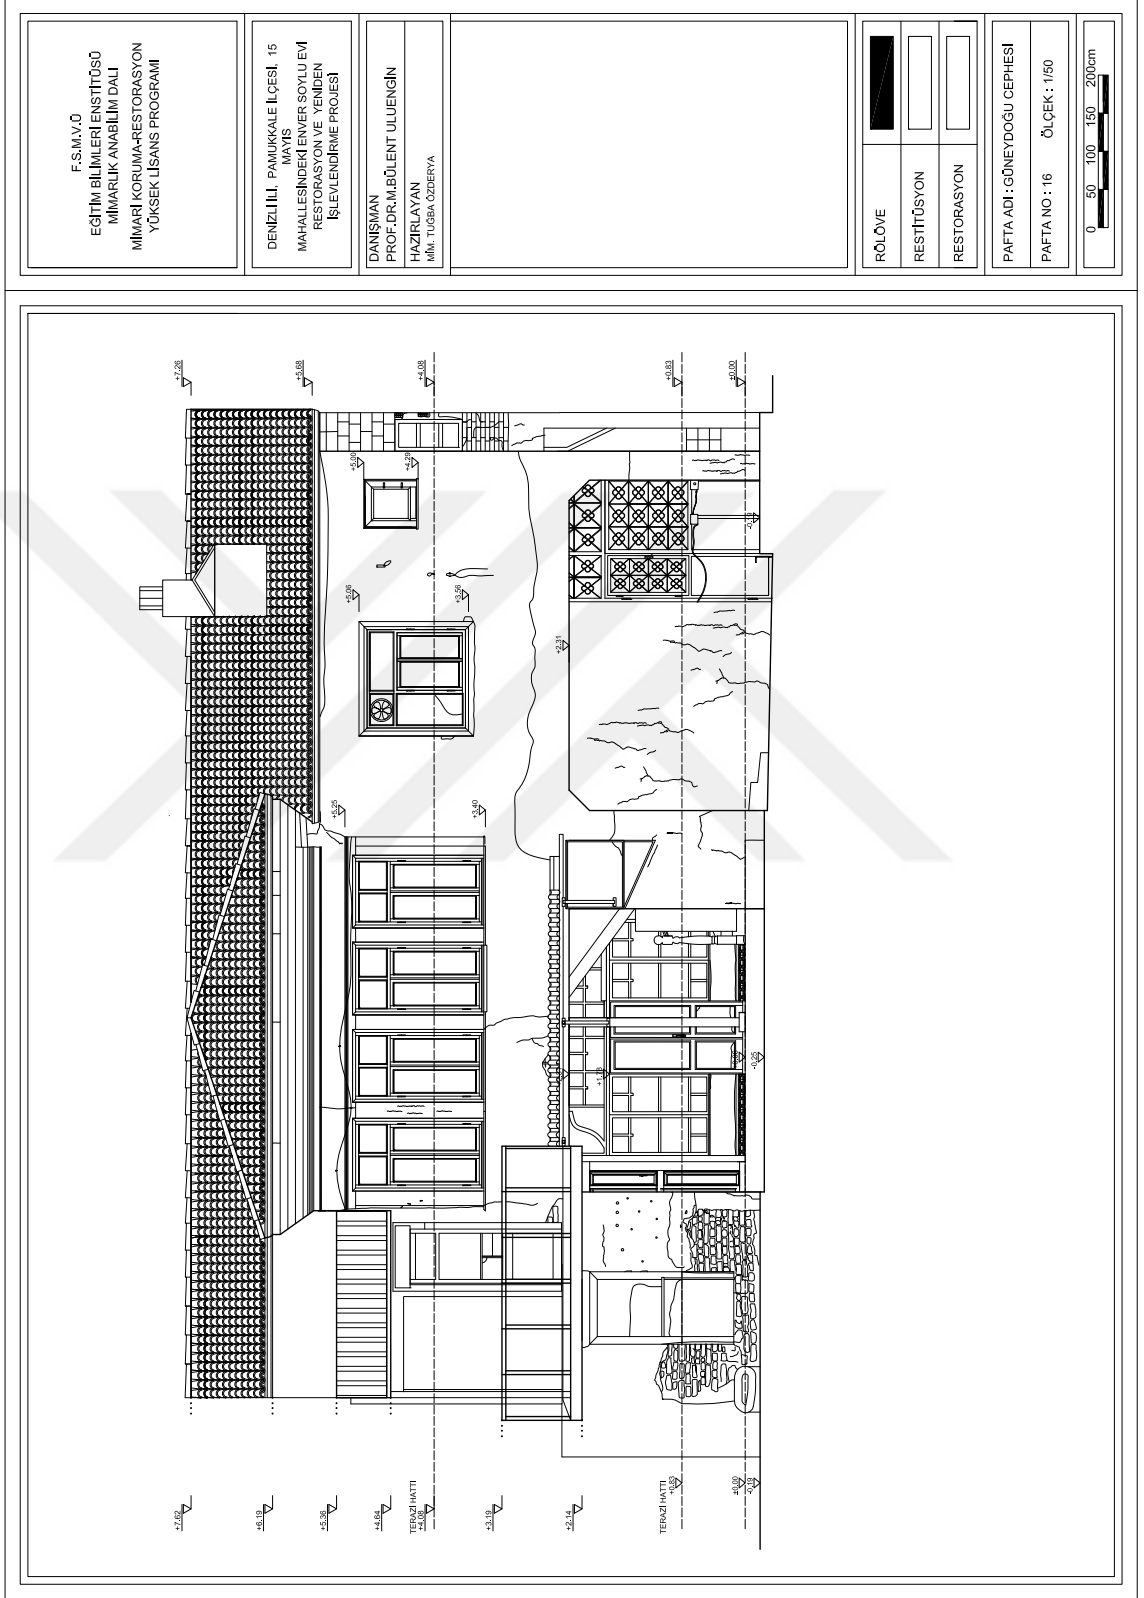 F.S.M.V.Ü
EĞİTİM BİLİMLERİ ENSTİTÜSÜ
MİMARLIK ANABİLİM DALI
MİMARİ KORUMA-RESTORASYON
YÜKSEK LİSANS PROGRAMI
DENİZLİ İLİ, PAMUKKALE İLÇESİ, 15
MAYIS
MAHALLESİNDEKİ ENVER SOYLU EVİ
RESTORASYON VE YENİDEN
İŞLEVLENDİRME PROJESİ
DANIŞMAN
PROF.DR.M.BÜLENT ULUENGİN
HAZIRLAYAN
MİM. TUĞBA ÖZDERYA
RÖLÖVE
RESTİTÜSYON
RESTORASYON
PAFTA ADI : GÜNEYDOĞU CEPHESİ
PAFTA NO : 16 ÖLÇEK : 1/50
0 50 100 150 200cm
+7.26
+5.68
+4.08
+0.83
±0.00
+5.00
+4.29
+5.06
+3.56
+2.31
+5.25
+3.40
-0.25
+7.62
+6.19
+5.36
+4.64
TERAZİ HATTI
+4.08
+3.19
+2.14
TERAZİ HATTI
+0.83
±0.00
-0.19